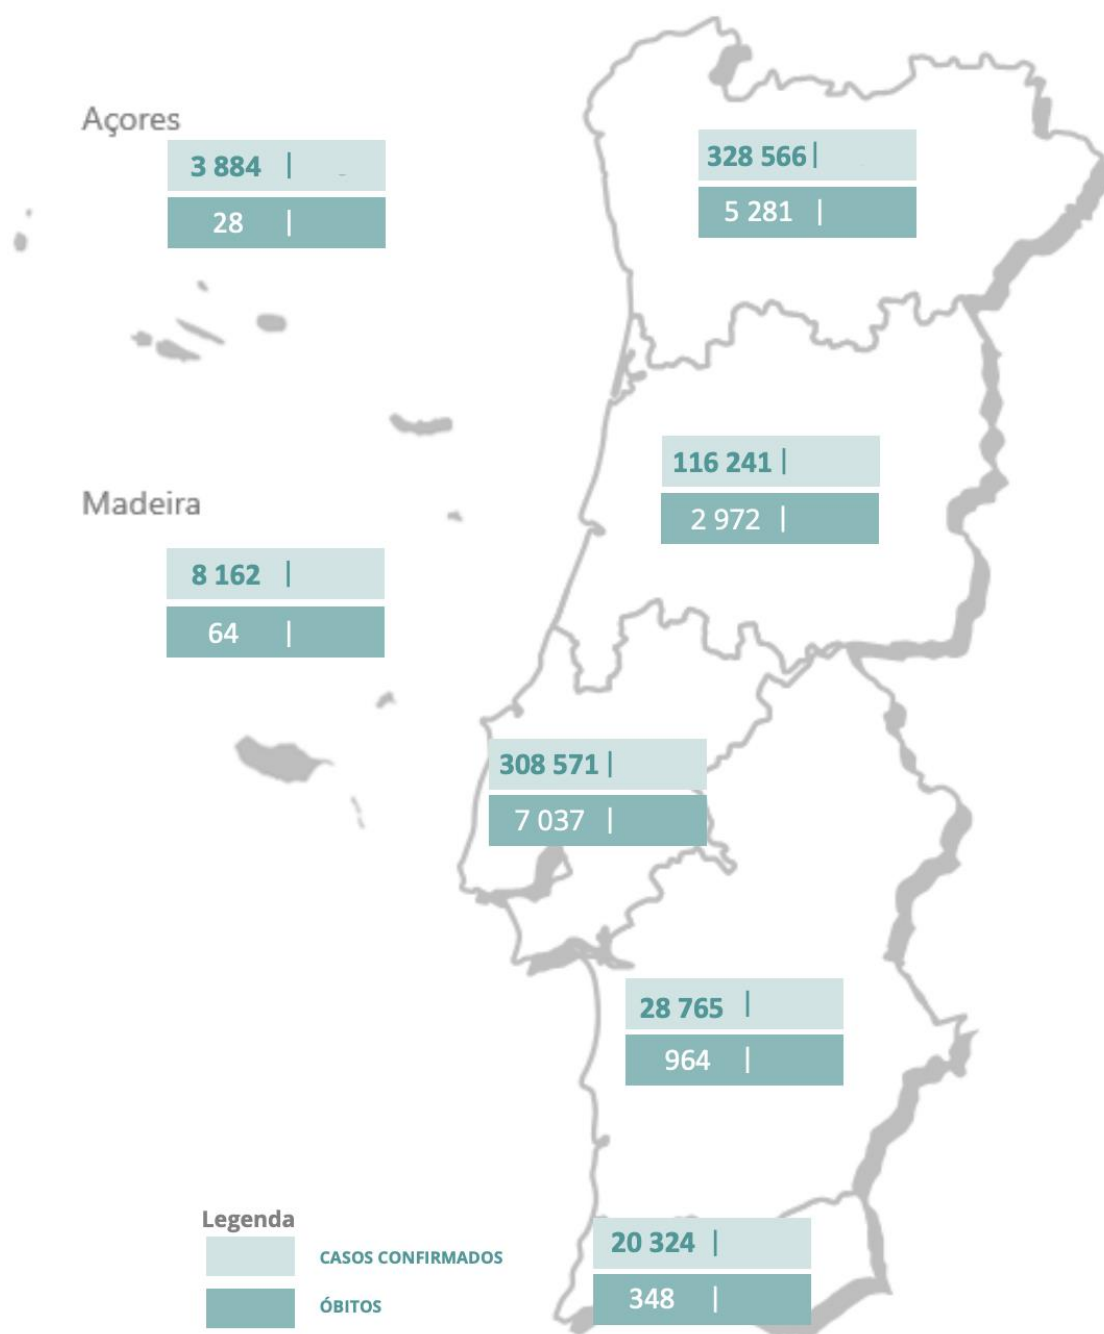 Açores
3 884 |
28 |
328 566 |
5 281 |
116 241 |
2 972 |
Madeira
8 162 |
64 |
308 571 |
7 037 |
28 765 |
964 |
20 324 |
348 |
Legenda
CASOS CONFIRMADOS
ÓBITOS